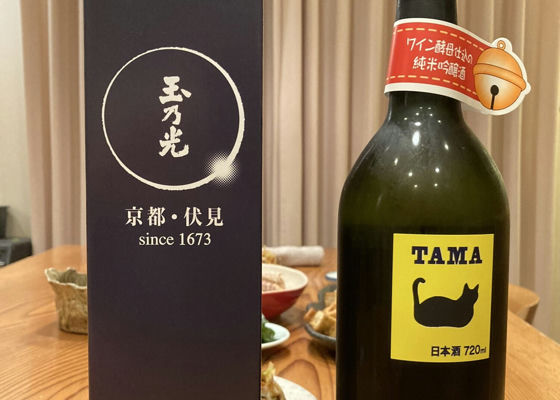 玉乃光
京都・伏見
since 1673
ワイン酵母仕込の
純米吟醸酒
TAMA
日本酒 720ml